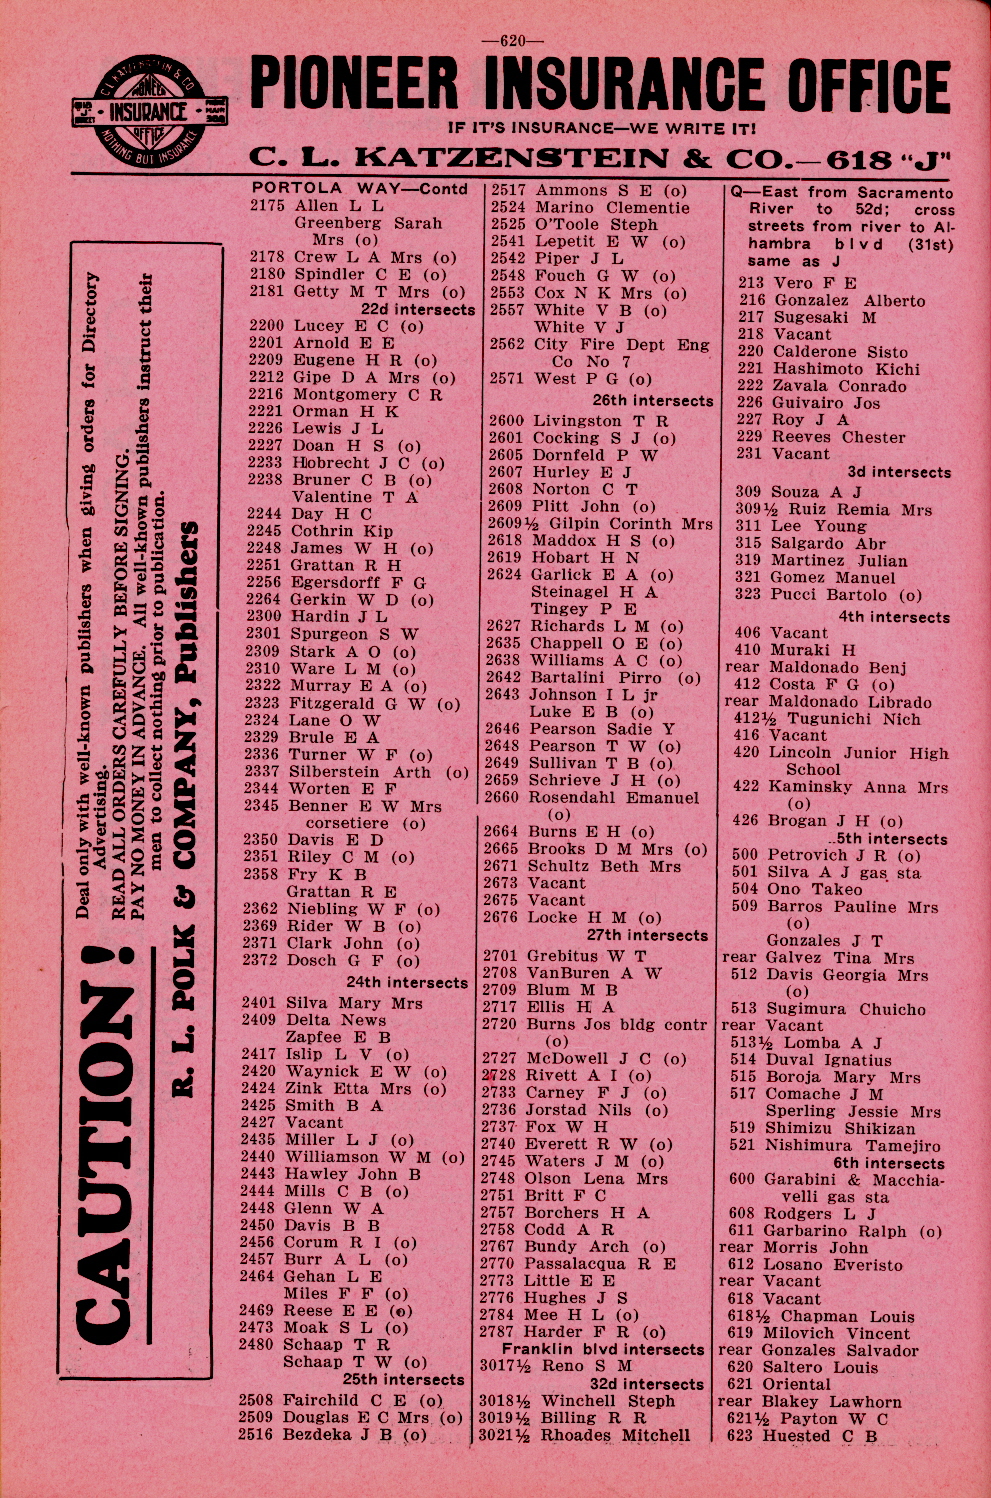 —620—
C L KATZENSTEIN & CO
PIONEER
INSURANCE
OFFICE
NOTHING BUT INSURANCE
618
"J"
STREET
MAIN
PIONEER INSURANCE OFFICE
IF IT'S INSURANCE—WE WRITE IT!
C. L. KATZENSTEIN & CO.—618 "J"
CAUTION!
Deal only with well-known publishers when giving orders for Directory
Advertising.
READ ALL ORDERS CAREFULLY BEFORE SIGNING.
PAY NO MONEY IN ADVANCE. All well-known publishers instruct their
men to collect nothing prior to publication.
R. L. POLK & COMPANY, Publishers
PORTOLA WAY—Contd
2175 Allen L L
Greenberg Sarah
Mrs (o)
2178 Crew L A Mrs (o)
2180 Spindler C E (o)
2181 Getty M T Mrs (o)
22d intersects
2200 Lucey E C (o)
2201 Arnold E E
2209 Eugene H R (o)
2212 Gipe D A Mrs (o)
2216 Montgomery C R
2221 Orman H K
2226 Lewis J L
2227 Doan H S (o)
2233 Hobrecht J C (o)
2238 Bruner C B (o)
Valentine T A
2244 Day H C
2245 Cothrin Kip
2248 James W H (o)
2251 Grattan R H
2256 Egersdorff F G
2264 Gerkin W D (o)
2300 Hardin J L
2301 Spurgeon S W
2309 Stark A O (o)
2310 Ware L M (o)
2322 Murray E A (o)
2323 Fitzgerald G W (o)
2324 Lane O W
2329 Brule E A
2336 Turner W F (o)
2337 Silberstein Arth (o)
2344 Worten E F
2345 Benner E W Mrs
corsetiere (o)
2350 Davis E D
2351 Riley C M (o)
2358 Fry K B
Grattan R E
2362 Niebling W F (o)
2369 Rider W B (o)
2371 Clark John (o)
2372 Dosch G F (o)
24th intersects
2401 Silva Mary Mrs
2409 Delta News
Zapfee E B
2417 Islip L V (o)
2420 Waynick E W (o)
2424 Zink Etta Mrs (o)
2425 Smith B A
2427 Vacant
2435 Miller L J (o)
2440 Williamson W M (o)
2443 Hawley John B
2444 Mills C B (o)
2448 Glenn W A
2450 Davis B B
2456 Corum R I (o)
2457 Burr A L (o)
2464 Gehan L E
Miles F F (o)
2469 Reese E E (o)
2473 Moak S L (o)
2480 Schaap T R
Schaap T W (o)
25th intersects
2508 Fairchild C E (o)
2509 Douglas E C Mrs (o)
2516 Bezdeka J B (o)
2517 Ammons S E (o)
2524 Marino Clementie
2525 O'Toole Steph
2541 Lepetit E W (o)
2542 Piper J L
2548 Fouch G W (o)
2553 Cox N K Mrs (o)
2557 White V B (o)
White V J
2562 City Fire Dept Eng
Co No 7
2571 West P G (o)
26th intersects
2600 Livingston T R
2601 Cocking S J (o)
2605 Dornfeld P W
2607 Hurley E J
2608 Norton C T
2609 Plitt John (o)
2609½ Gilpin Corinth Mrs
2618 Maddox H S (o)
2619 Hobart H N
2624 Garlick E A (o)
Steinagel H A
Tingey P E
2627 Richards L M (o)
2635 Chappell O E (o)
2638 Williams A C (o)
2642 Bartalini Pirro (o)
2643 Johnson I L jr
Luke E B (o)
2646 Pearson Sadie Y
2648 Pearson T W (o)
2649 Sullivan T B (o)
2659 Schrieve J H (o)
2660 Rosendahl Emanuel
(o)
2664 Burns E H (o)
2665 Brooks D M Mrs (o)
2671 Schultz Beth Mrs
2673 Vacant
2675 Vacant
2676 Locke H M (o)
27th intersects
2701 Grebitus W T
2708 VanBuren A W
2709 Blum M B
2717 Ellis H A
2720 Burns Jos bldg contr
(o)
2727 McDowell J C (o)
2728 Rivett A I (o)
2733 Carney F J (o)
2736 Jorstad Nils (o)
2737 Fox W H
2740 Everett R W (o)
2745 Waters J M (o)
2748 Olson Lena Mrs
2751 Britt F C
2757 Borchers H A
2758 Codd A R
2767 Bundy Arch (o)
2770 Passalacqua R E
2773 Little E E
2776 Hughes J S
2784 Mee H L (o)
2787 Harder F R (o)
Franklin blvd intersects
3017½ Reno S M
32d intersects
3018½ Winchell Steph
3019½ Billing R R
3021½ Rhoades Mitchell
Q—East from Sacramento
River to 52d; cross
streets from river to Al-
hambra blvd (31st)
same as J
213 Vero F E
216 Gonzalez Alberto
217 Sugesaki M
218 Vacant
220 Calderone Sisto
221 Hashimoto Kichi
222 Zavala Conrado
226 Guivairo Jos
227 Roy J A
229 Reeves Chester
231 Vacant
3d intersects
309 Souza A J
309½ Ruiz Remia Mrs
311 Lee Young
315 Salgardo Abr
319 Martinez Julian
321 Gomez Manuel
323 Pucci Bartolo (o)
4th intersects
406 Vacant
410 Muraki H
rear Maldonado Benj
412 Costa F G (o)
rear Maldonado Librado
412½ Tugunichi Nich
416 Vacant
420 Lincoln Junior High
School
422 Kaminsky Anna Mrs
(o)
426 Brogan J H (o)
5th intersects
500 Petrovich J R (o)
501 Silva A J gas sta
504 Ono Takeo
509 Barros Pauline Mrs
(o)
Gonzales J T
rear Galvez Tina Mrs
512 Davis Georgia Mrs
(o)
513 Sugimura Chuicho
rear Vacant
513½ Lomba A J
514 Duval Ignatius
515 Boroja Mary Mrs
517 Comache J M
Sperling Jessie Mrs
519 Shimizu Shikizan
521 Nishimura Tamejiro
6th intersects
600 Garabini & Macchia-
velli gas sta
608 Rodgers L J
611 Garbarino Ralph (o)
rear Morris John
612 Losano Everisto
rear Vacant
618 Vacant
618½ Chapman Louis
619 Milovich Vincent
rear Gonzales Salvador
620 Saltero Louis
621 Oriental
rear Blakey Lawhorn
621½ Payton W C
623 Huested C B